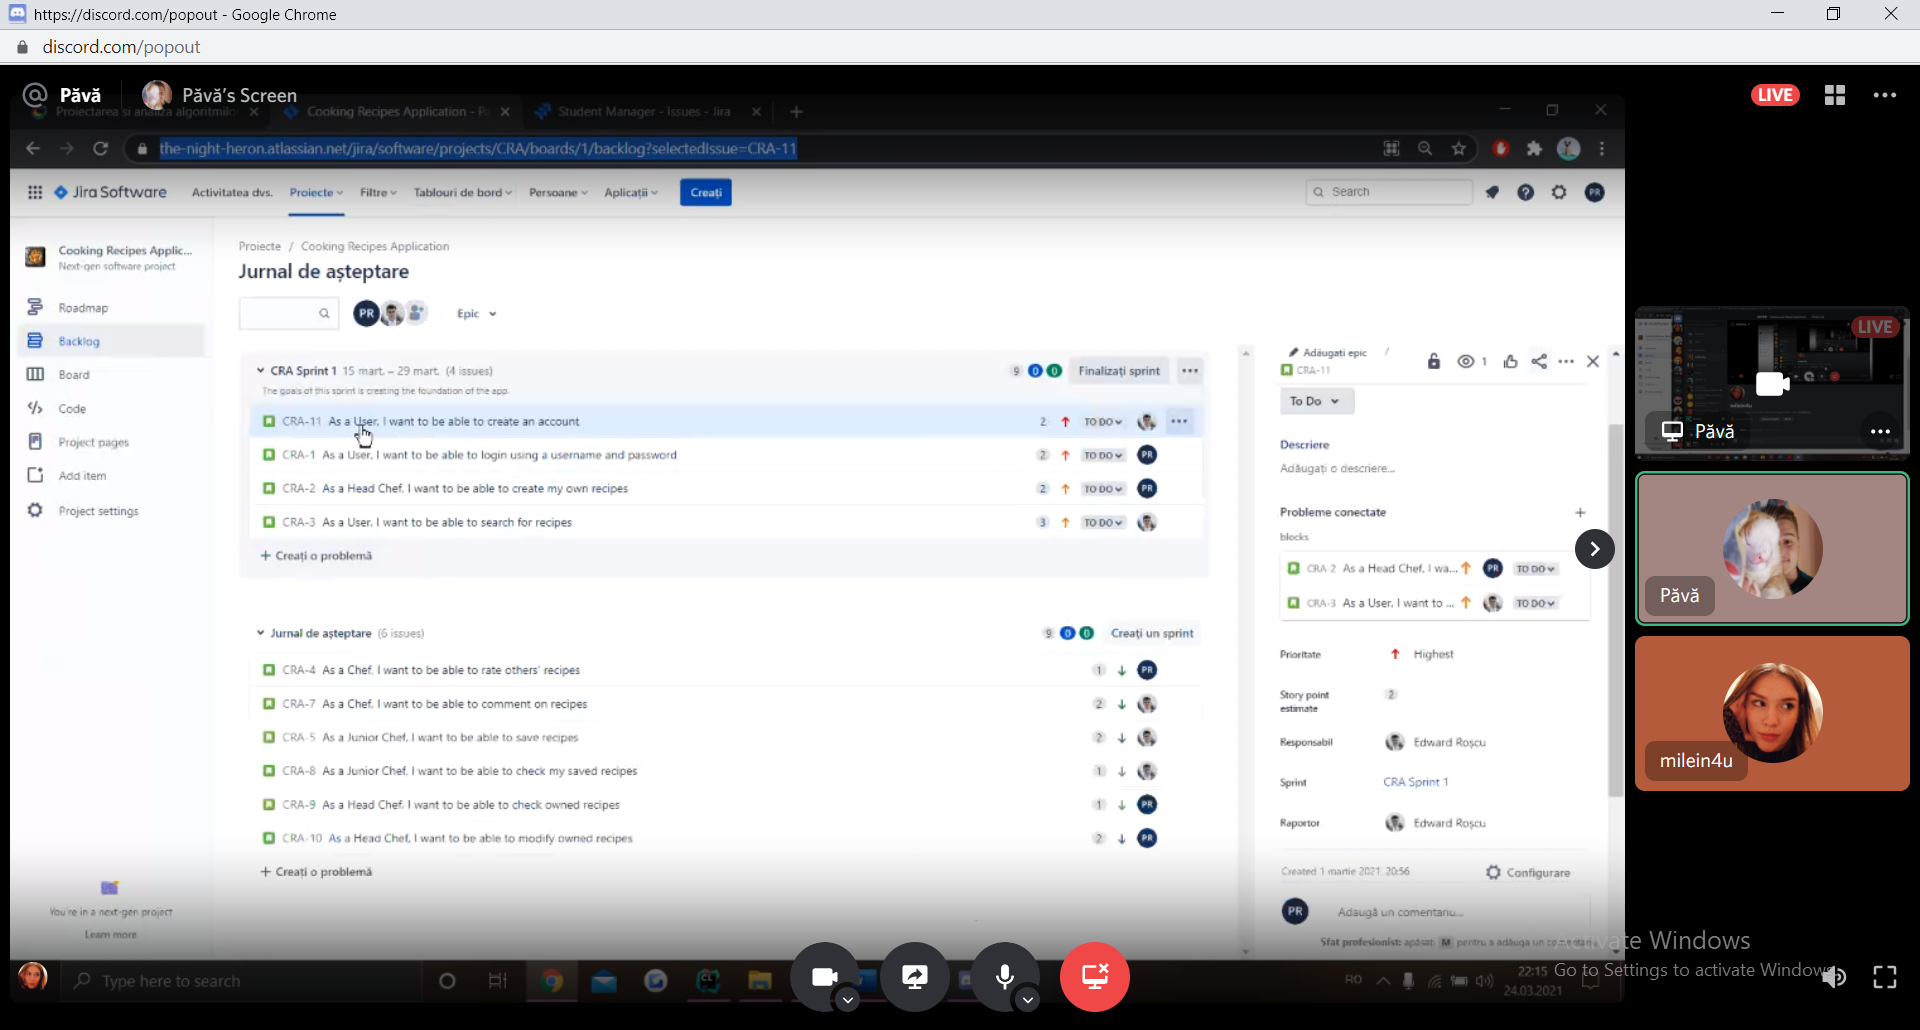 https://discord.com/popout - Google Chrome
discord.com/popout
Păvă
Păvă's Screen
LIVE
Proiectarea si analiza algoritmilo
Cooking Recipes Application - Pa
Student Manager - Issues - Jira
the-night-heron.atlassian.net/jira/software/projects/CRA/boards/1/backlog?selectedIssue=CRA-11
Jira Software
Activitatea dvs.
Proiecte
Filtre
Tablouri de bord
Persoane
Aplicații
Creați
Search
PR
Cooking Recipes Applic...
Next-gen software project
Roadmap
Backlog
Board
Code
Project pages
Add item
Project settings
You're in a next-gen project
Learn more
Proiecte / Cooking Recipes Application
Jurnal de așteptare
PR
Epic
CRA Sprint 1 15 mart. – 29 mart. (4 issues)
9 0 0 Finalizați sprint
The goals of this sprint is creating the foundation of the app.
CRA-11 As a User, I want to be able to create an account 2 TO DO
CRA-1 As a User, I want to be able to login using a username and password 2 TO DO PR
CRA-2 As a Head Chef, I want to be able to create my own recipes 2 TO DO PR
CRA-3 As a User, I want to be able to search for recipes 3 TO DO
+ Creați o problemă
Jurnal de așteptare (6 issues) 9 0 0 Creați un sprint
CRA-4 As a Chef, I want to be able to rate others' recipes 1 PR
CRA-7 As a Chef, I want to be able to comment on recipes 2
CRA-5 As a Junior Chef, I want to be able to save recipes 2
CRA-8 As a Junior Chef, I want to be able to check my saved recipes 1
CRA-9 As a Head Chef, I want to be able to check owned recipes 1 PR
CRA-10 As a Head Chef, I want to be able to modify owned recipes 2 PR
+ Creați o problemă
Adăugați epic /
CRA-11
1
To Do
Descriere
Adăugați o descriere...
Probleme conectate
blocks
CRA-2 As a Head Chef, I wa... PR TO DO
CRA-3 As a User, I want to ... TO DO
Prioritate Highest
Story point estimate 2
Responsabil Edward Roșcu
Sprint CRA Sprint 1
Raportor Edward Roșcu
Created 1 martie 2021, 20:56
Configurare
PR Adaugă un comentariu...
Sfat profesionist: apăsați M pentru a adăuga un comentariu
LIVE
Păvă
Păvă
milein4u
Activate Windows
Go to Settings to activate Windows.
Type here to search
RO
22:15
24.03.2021